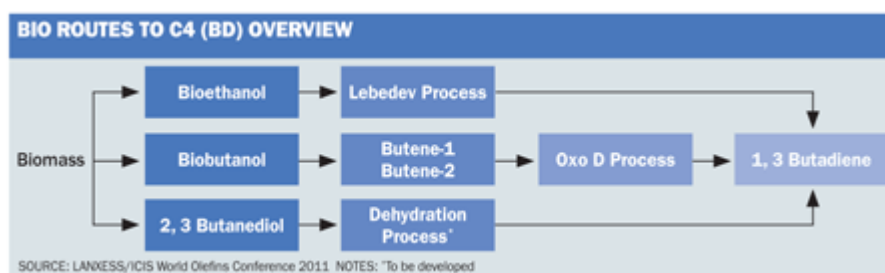 BIO ROUTES TO C4 (BD) OVERVIEW
Bioethanol
Lebedev Process
Biomass
Biobutanol
Butene-1
Butene-2
Oxo D Process
1, 3 Butadiene
2, 3 Butanediol
Dehydration
Process*
SOURCE: LANXESS/ICIS World Olefins Conference 2011 NOTES: *To be developed